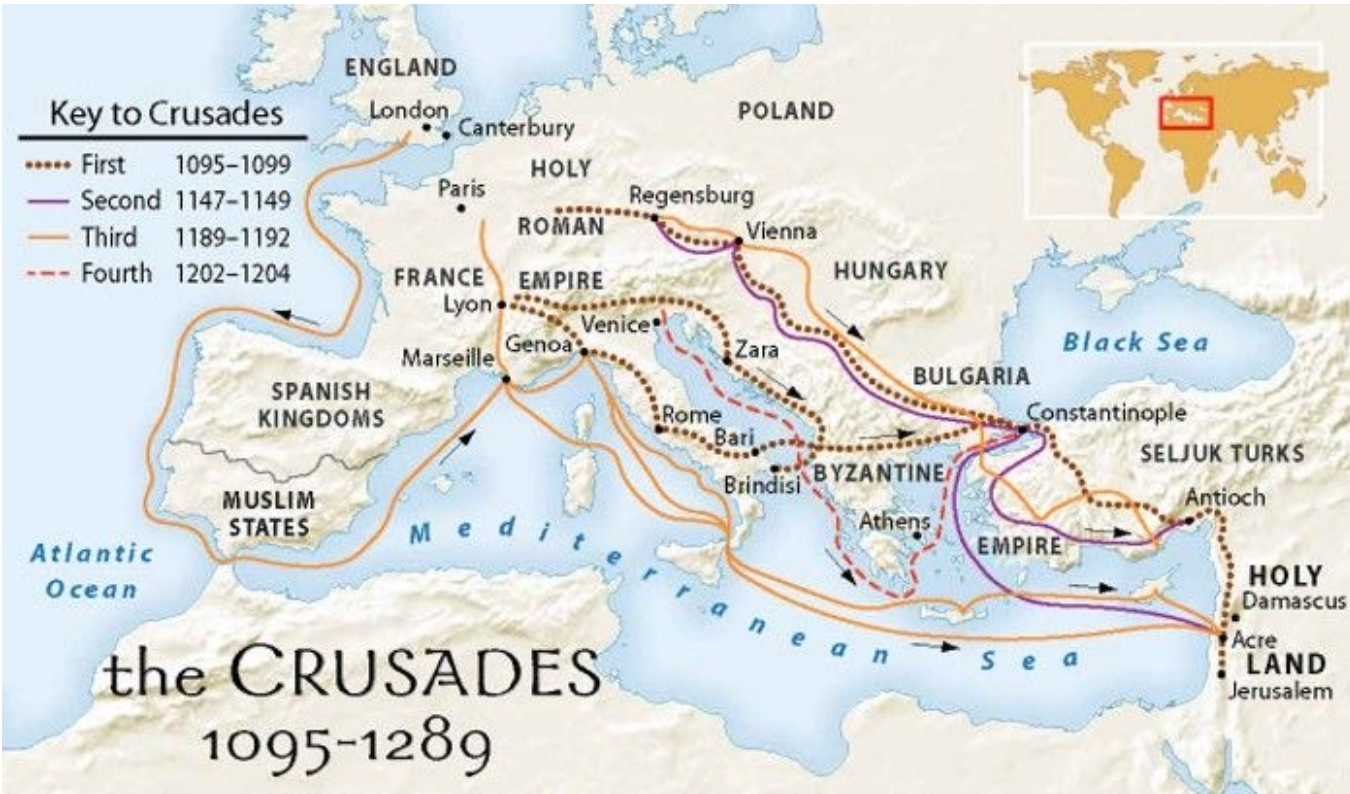 Key to Crusades
First 1095–1099
Second 1147–1149
Third 1189–1192
Fourth 1202–1204
ENGLAND
London
Canterbury
POLAND
HOLY
Paris
Regensburg
ROMAN
Vienna
FRANCE
EMPIRE
HUNGARY
Lyon
Venice
Black Sea
Genoa
Zara
Marseille
BULGARIA
SPANISH
KINGDOMS
Rome
Constantinople
Bari
SELJUK TURKS
Brindisi
BYZANTINE
MUSLIM
STATES
Antioch
Athens
EMPIRE
Atlantic
Ocean
Mediterranean Sea
HOLY
Damascus
Acre
LAND
Jerusalem
the CRUSADES
1095-1289